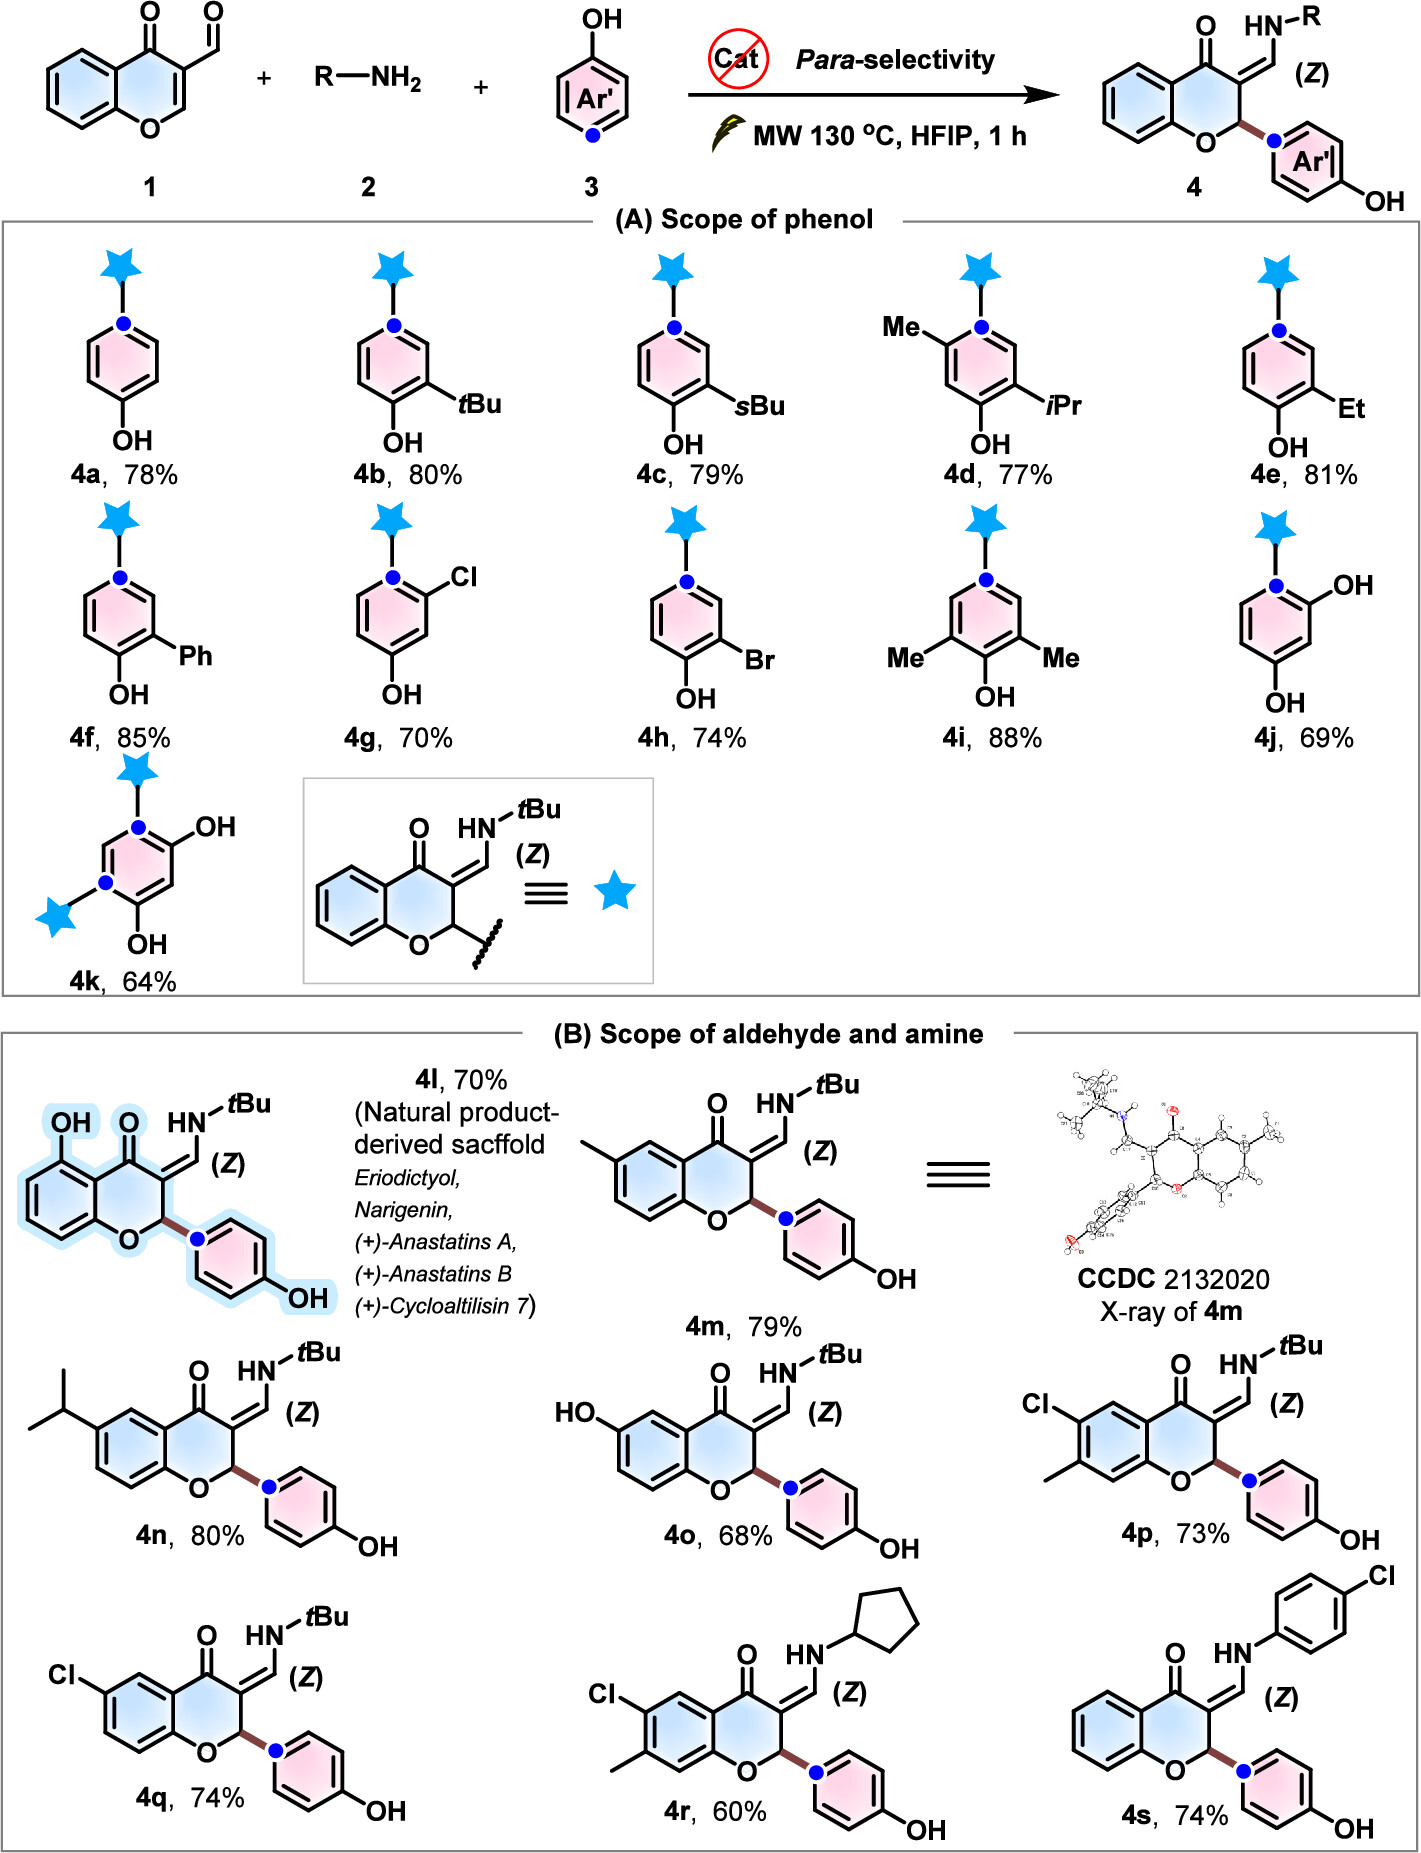 O O OH O HN–R
Cat Para-selectivity
+ R–NH2 + Ar' (Z)
O MW 130 °C, HFIP, 1 h O Ar'
1 2 3 4 OH
(A) Scope of phenol
Me
tBu sBu iPr Et
OH OH OH OH OH
4a, 78% 4b, 80% 4c, 79% 4d, 77% 4e, 81%
Cl OH
Ph Br Me Me
OH OH OH OH OH
4f, 85% 4g, 70% 4h, 74% 4i, 88% 4j, 69%
OH O HN tBu
(Z)
OH O
4k, 64%
(B) Scope of aldehyde and amine
OH O HN tBu
(Z)
O
OH
4l, 70%
(Natural product-
derived sacffold
Eriodictyol,
Narigenin,
(+)-Anastatins A,
(+)-Anastatins B
(+)-Cycloaltilisin 7)
O HN tBu
(Z)
O
OH
4m, 79%
CCDC 2132020
X-ray of 4m
O HN tBu
(Z)
O
4n, 80% OH
O HN tBu
HO (Z)
O
4o, 68% OH
O HN tBu
Cl (Z)
O
4p, 73% OH
O HN tBu
Cl (Z)
O
4q, 74% OH
O HN
Cl (Z)
O
4r, 60% OH
Cl
O HN
(Z)
O
4s, 74% OH